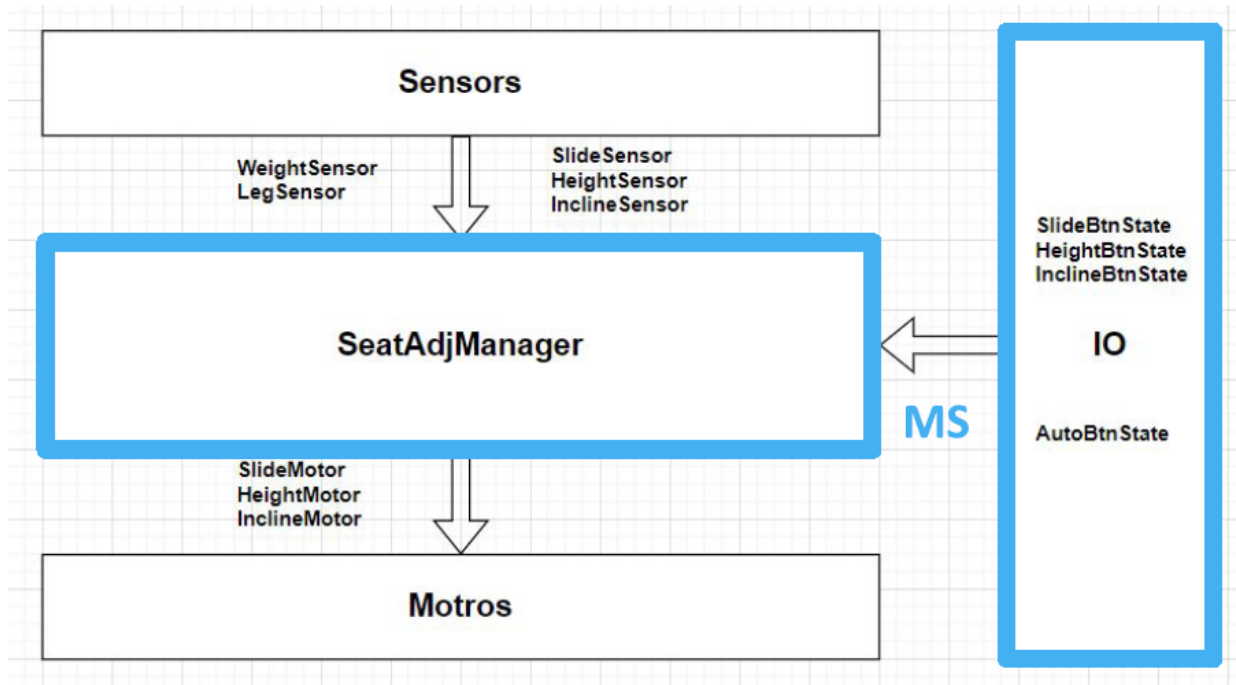 Sensors
WeightSensor
LegSensor
SlideSensor
HeightSensor
InclineSensor
SeatAdjManager
SlideBtnState
HeightBtnState
InclineBtnState
IO
MS
AutoBtnState
SlideMotor
HeightMotor
InclineMotor
Motros